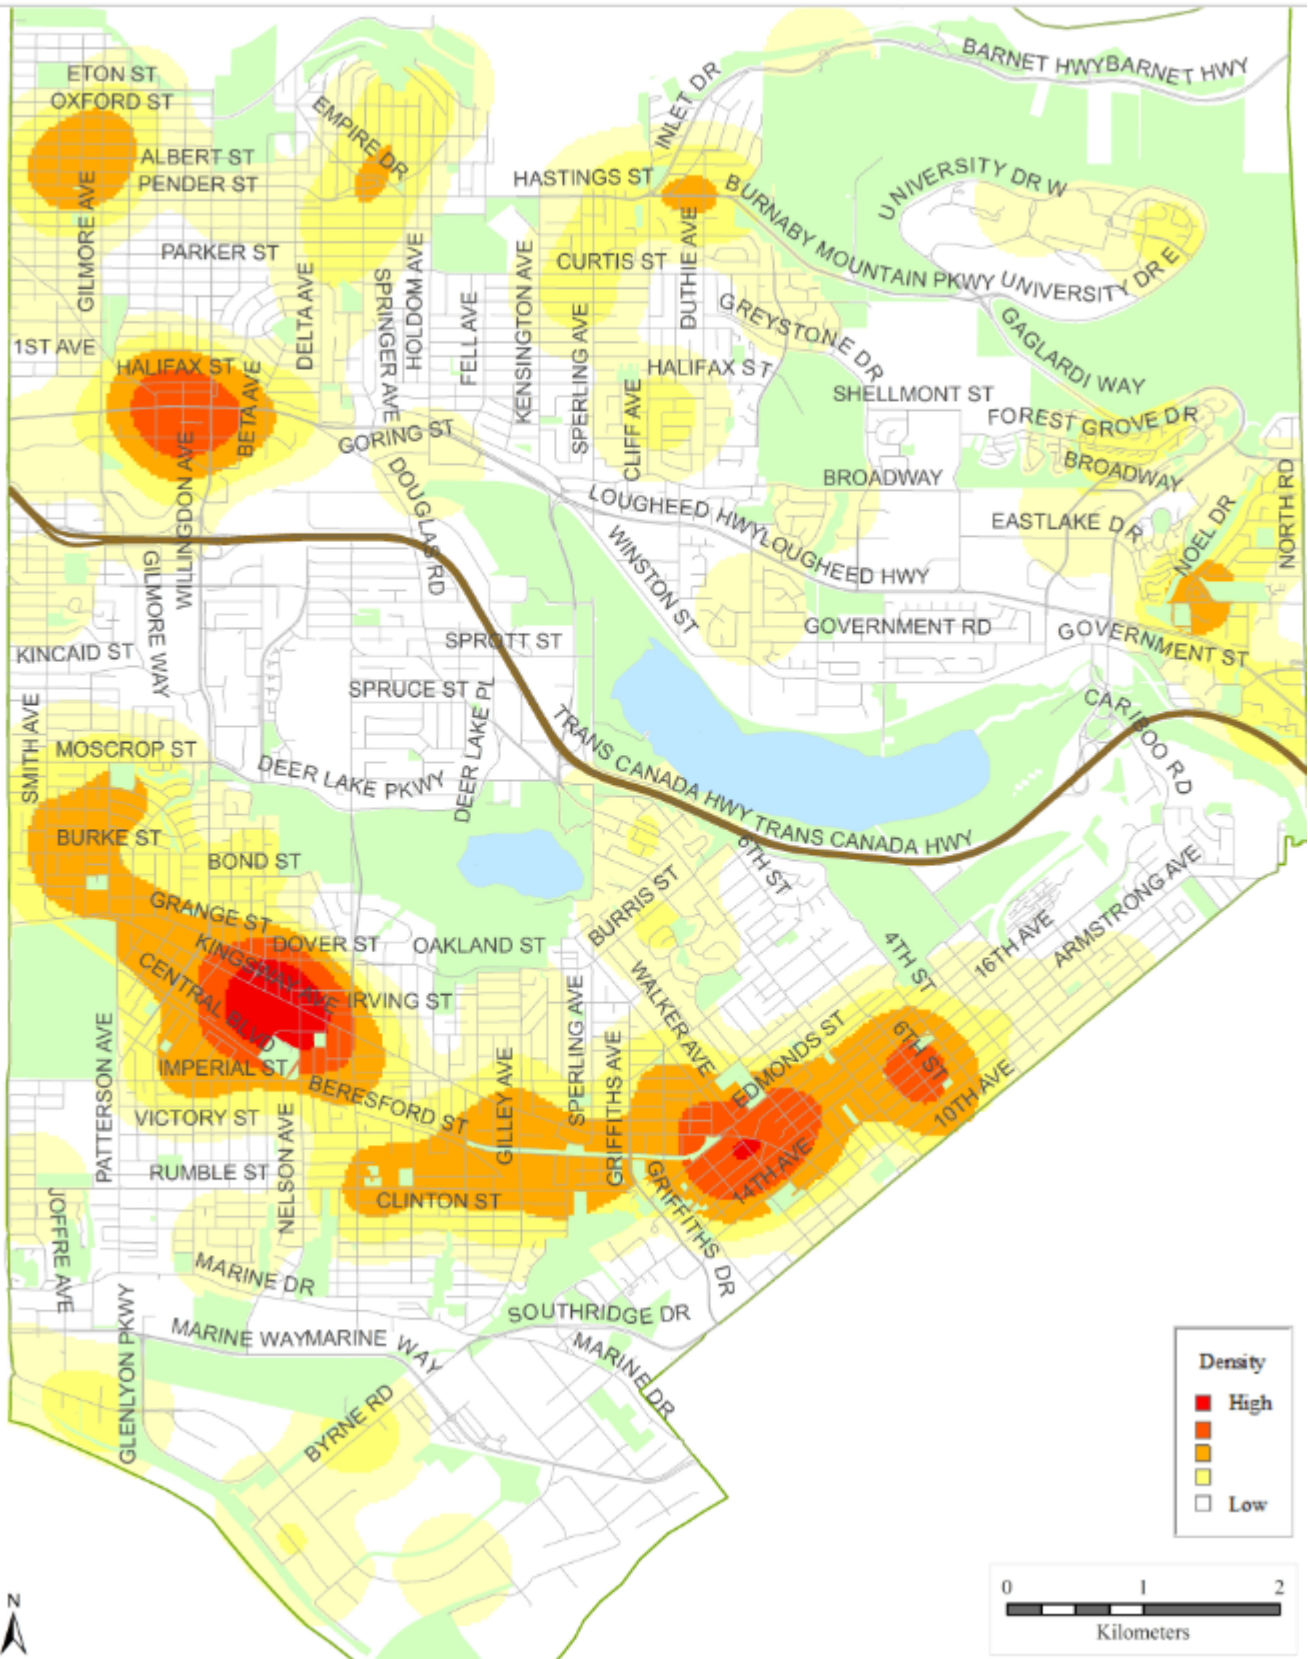 BARNET HWY BARNET HWY
ETON ST
OXFORD ST
INLET DR
EMPIRE DR
ALBERT ST
PENDER ST
HASTINGS ST
BURNABY MOUNTAIN PKWY
UNIVERSITY DR W
GILMORE AVE
DUTHIE AVE
PARKER ST
CURTIS ST
DELTA AVE
SPRINGER AVE
HOLDOM AVE
FELL AVE
KENSINGTON AVE
SPERLING AVE
UNIVERSITY DR E
GREYSTONE DR
GAGLARDI WAY
1ST AVE
HALIFAX ST
HALIFAX ST
BETA AVE
CLIFF AVE
SHELLMONT ST
FOREST GROVE DR
GORING ST
WILLINGDON AVE
DOUGLAS RD
BROADWAY
BROADWAY
LOUGHEED HWY LOUGHEED HWY
EASTLAKE DR
NOEL DR
NORTH RD
WINSTON ST
GILMORE WAY
KINCAID ST
SPROTT ST
GOVERNMENT RD
GOVERNMENT ST
SPRUCE ST
DEER LAKE PL
CARIBOO RD
SMITH AVE
MOSCROP ST
DEER LAKE PKWY
TRANS CANADA HWY TRANS CANADA HWY
BURKE ST
BOND ST
6TH ST
BURRIS ST
ARMSTRONG AVE
GRANGE ST
KINGSWAY AVE
DOVER ST
OAKLAND ST
16TH AVE
4TH ST
CENTRAL BLVD
IRVING ST
WALKER AVE
SPERLING AVE
PATTERSON AVE
IMPERIAL ST
BERESFORD ST
GILLEY AVE
GRIFFITHS AVE
EDMONDS ST
6TH ST
10TH AVE
VICTORY ST
NELSON AVE
RUMBLE ST
CLINTON ST
14TH AVE
GRIFFITHS DR
JOFFRE AVE
MARINE DR
GLENLYON PKWY
MARINE WAY MARINE WAY
SOUTHRIDGE DR
MARINE DR
BYRNE RD
Density
High
Low
N
0 1 2
Kilometers